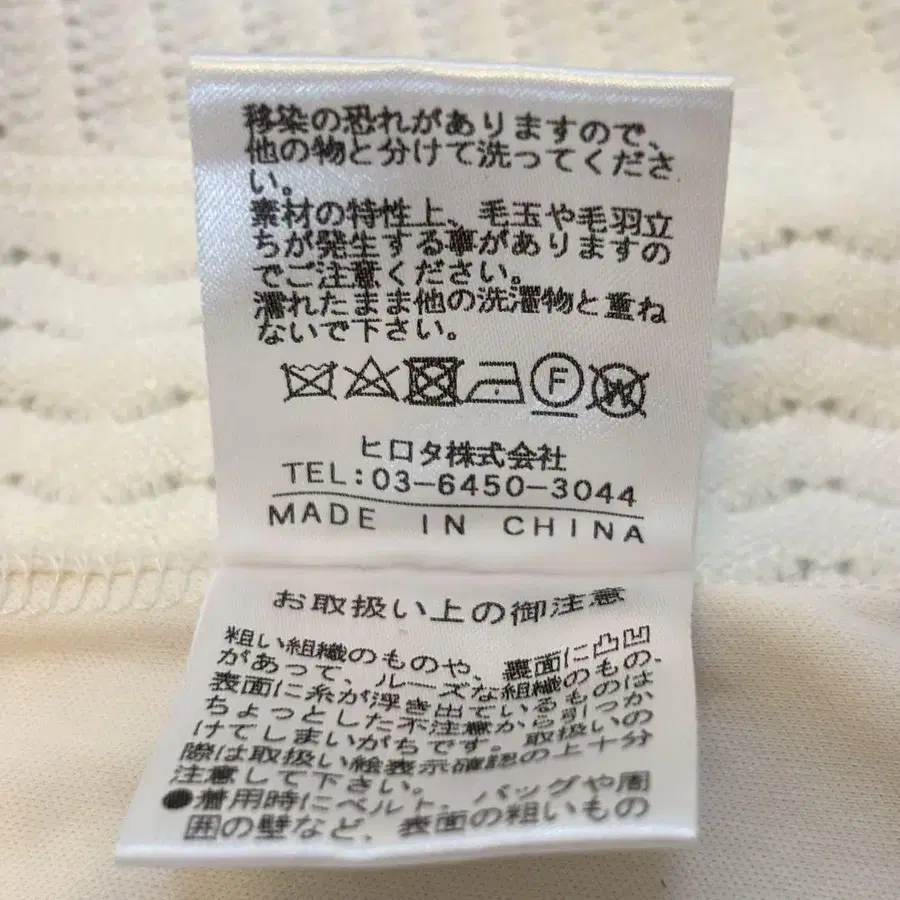 移染の恐れがありますので、
他の物と分けて洗ってくださ
い。
素材の特性上、毛玉や毛羽立
ちが発生する事がありますの
でご注意ください。
濡れたまま他の洗濯物と重ね
ないで下さい。
F W
ヒロタ株式会社
TEL:03-6450-3044
MADE IN CHINA
お取扱い上の御注意
粗い組織のものや、裏面に凸凹
があって、ルーズな組織のもの、
表面に糸が浮き出ているものは
ちょっとした不注意から引っか
けてしまいがちです。取扱いの
際は取扱い絵表示確認の上十分
注意して下さい。
●着用時にベルト、バッグや周
囲の壁など、表面の粗いもの